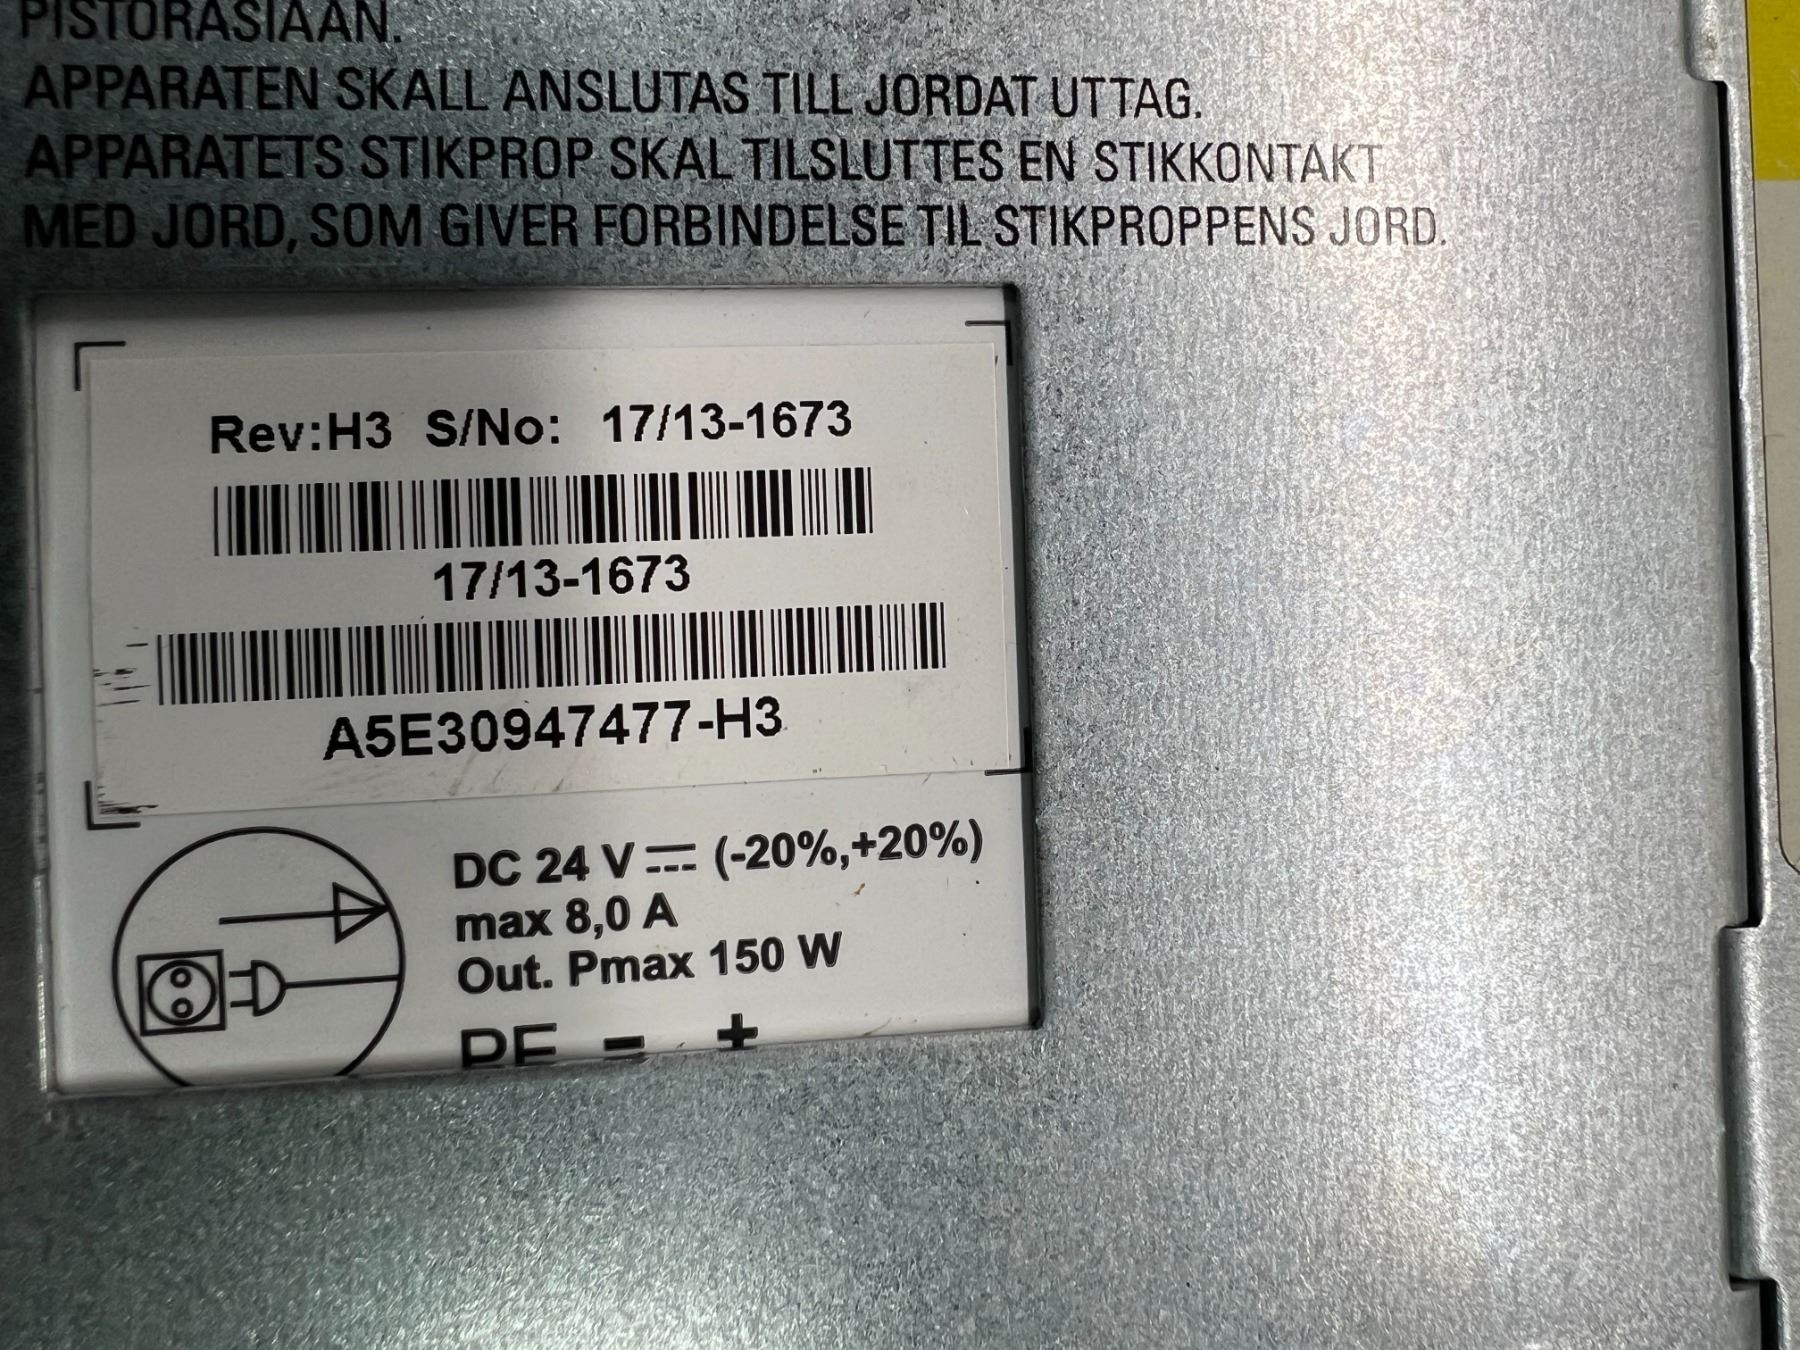 PISTORASIAAN.
APPARATEN SKALL ANSLUTAS TILL JORDAT UTTAG.
APPARATETS STIKPROP SKAL TILSLUTTES EN STIKKONTAKT
MED JORD, SOM GIVER FORBINDELSE TIL STIKPROPPENS JORD.
Rev:H3 S/No: 17/13-1673
17/13-1673
A5E30947477-H3
DC 24 V ⎓ (-20%,+20%)
max 8,0 A
Out. Pmax 150 W
PE - +